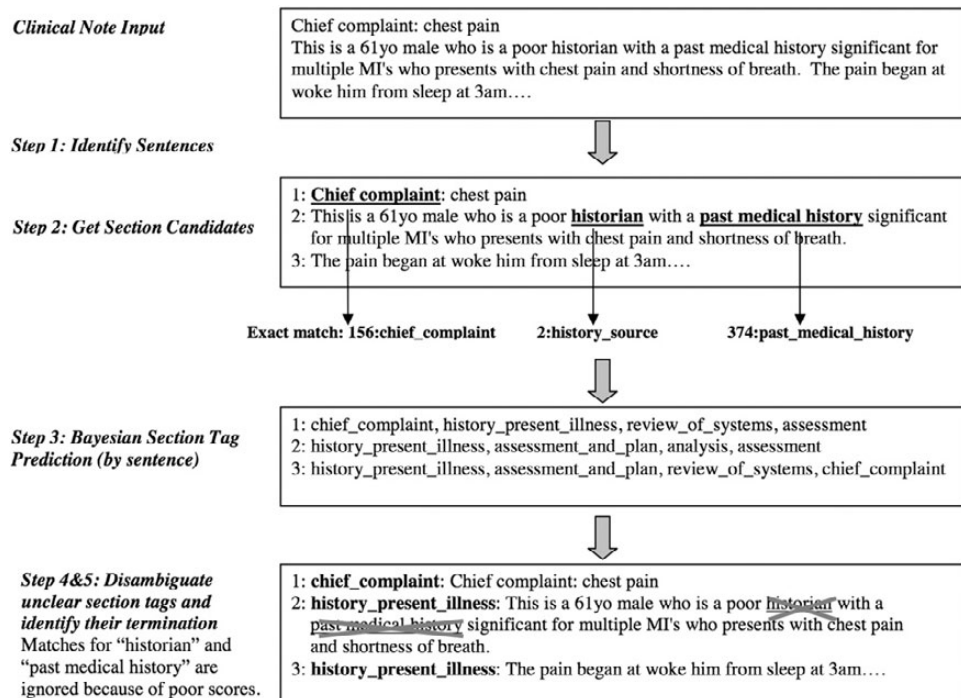 Clinical Note Input
Chief complaint: chest pain
This is a 61yo male who is a poor historian with a past medical history significant for
multiple MI's who presents with chest pain and shortness of breath.  The pain began at
woke him from sleep at 3am….
Step 1: Identify Sentences
Step 2: Get Section Candidates
1: Chief complaint: chest pain
2: This is a 61yo male who is a poor historian with a past medical history significant
for multiple MI's who presents with chest pain and shortness of breath.
3: The pain began at woke him from sleep at 3am….
Exact match: 156:chief_complaint
2:history_source
374:past_medical_history
Step 3: Bayesian Section Tag
Prediction (by sentence)
1: chief_complaint, history_present_illness, review_of_systems, assessment
2: history_present_illness, assessment_and_plan, analysis, assessment
3: history_present_illness, assessment_and_plan, review_of_systems, chief_complaint
Step 4&5: Disambiguate
unclear section tags and
identify their termination
Matches for “historian” and
“past medical history” are
ignored because of poor scores.
1: chief_complaint: Chief complaint: chest pain
2: history_present_illness: This is a 61yo male who is a poor historian with a
past medical history significant for multiple MI's who presents with chest pain
and shortness of breath.
3: history_present_illness: The pain began at woke him from sleep at 3am….